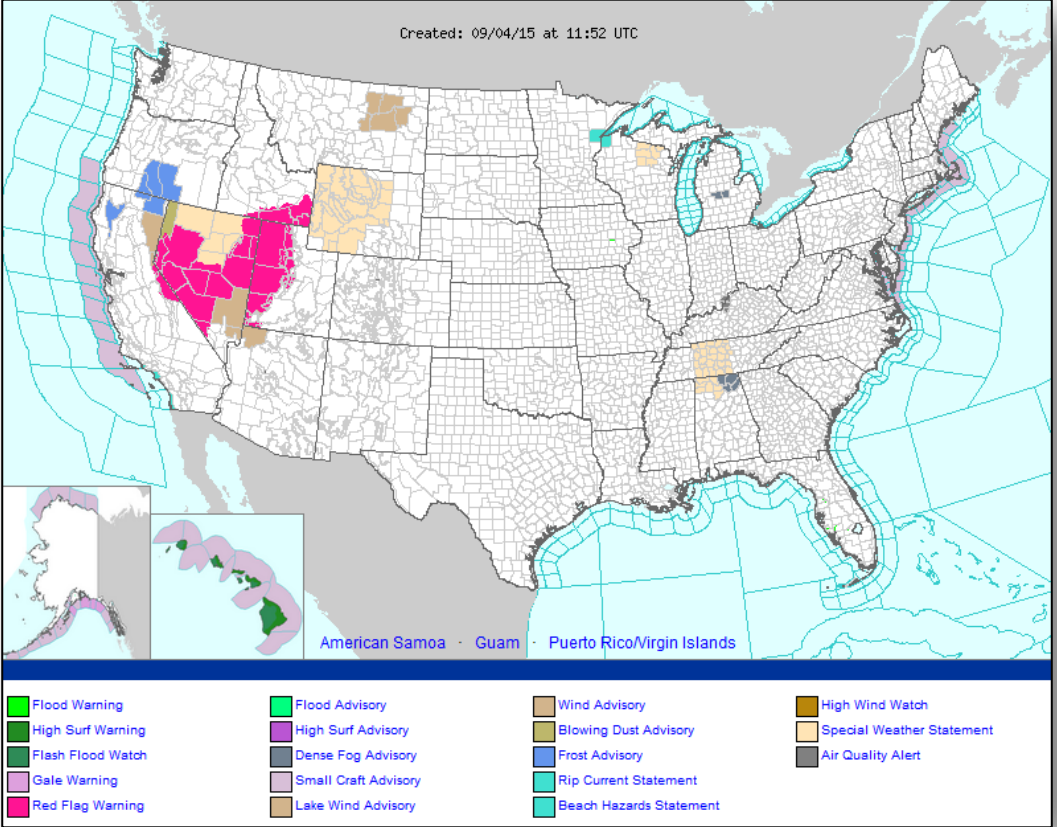 Created: 09/04/15 at 11:52 UTC
American Samoa - Guam - Puerto Rico/Virgin Islands
Flood Warning
High Surf Warning
Flash Flood Watch
Gale Warning
Red Flag Warning
Flood Advisory
High Surf Advisory
Dense Fog Advisory
Small Craft Advisory
Lake Wind Advisory
Wind Advisory
Blowing Dust Advisory
Frost Advisory
Rip Current Statement
Beach Hazards Statement
High Wind Watch
Special Weather Statement
Air Quality Alert